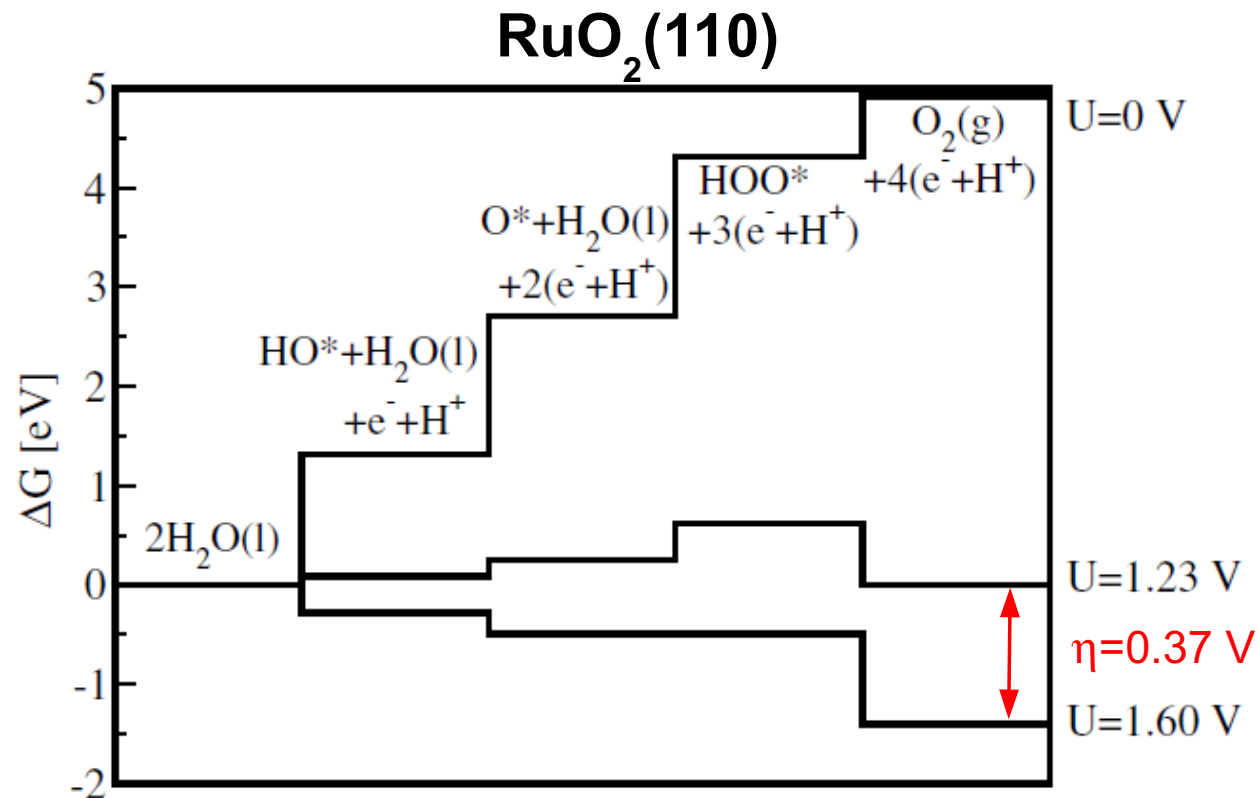 RuO₂(110)
5
4
3
2
1
0
-1
-2
ΔG [eV]
2H₂O(l)
HO*+H₂O(l)
+e⁻+H⁺
O*+H₂O(l)
+2(e⁻+H⁺)
HOO*
+3(e⁻+H⁺)
O₂(g)
+4(e⁻+H⁺)
U=0 V
U=1.23 V
η=0.37 V
U=1.60 V